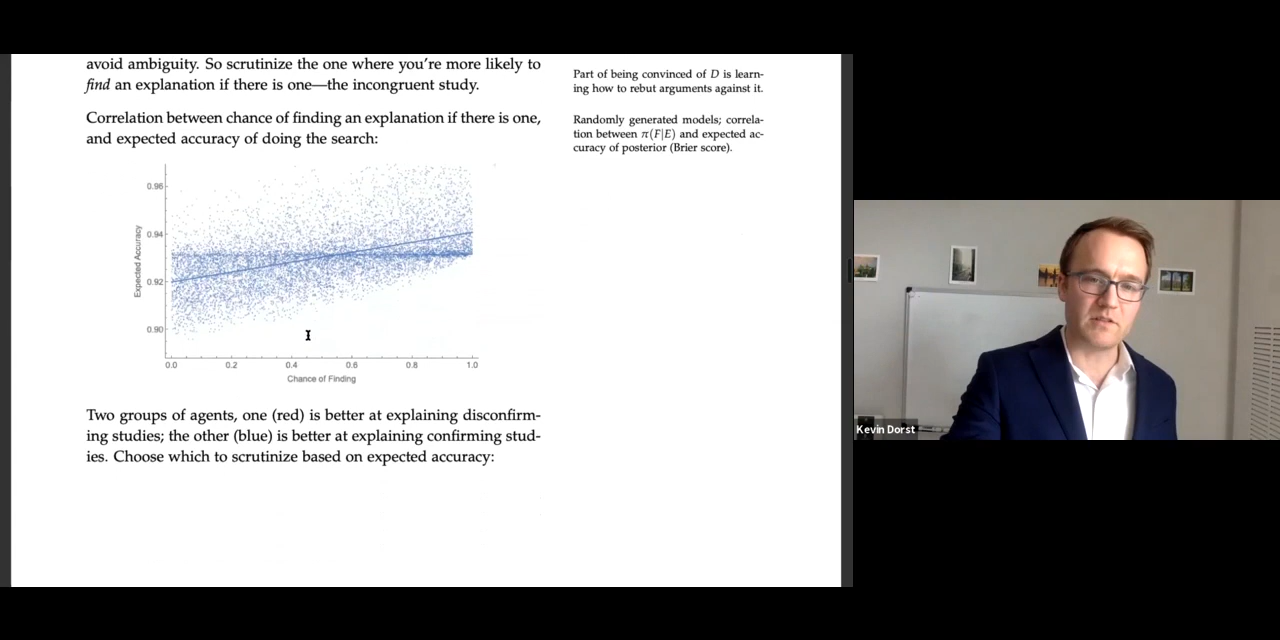 avoid ambiguity. So scrutinize the one where you're more likely to
find an explanation if there is one—the incongruent study.
Correlation between chance of finding an explanation if there is one,
and expected accuracy of doing the search:
Part of being convinced of D is learn-
ing how to rebut arguments against it.
Randomly generated models; correla-
tion between π(F|E) and expected ac-
curacy of posterior (Brier score).
Expected Accuracy
0.96
0.94
0.92
0.90
0.0 0.2 0.4 0.6 0.8 1.0
Chance of Finding
Two groups of agents, one (red) is better at explaining disconfirm-
ing studies; the other (blue) is better at explaining confirming stud-
ies. Choose which to scrutinize based on expected accuracy:
Kevin Dorst